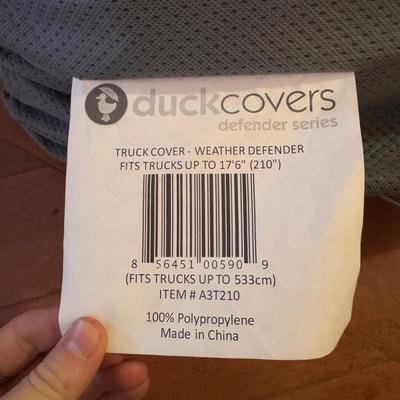 duckcovers
defender series
TRUCK COVER - WEATHER DEFENDER
FITS TRUCKS UP TO 17'6" (210")
8 56451 00590 9
(FITS TRUCKS UP TO 533cm)
ITEM # A3T210
100% Polypropylene
Made in China